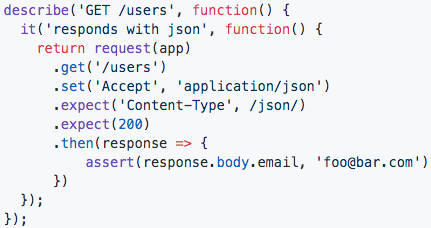 describe('GET /users', function() {
  it('responds with json', function() {
    return request(app)
      .get('/users')
      .set('Accept', 'application/json')
      .expect('Content-Type', /json/)
      .expect(200)
      .then(response => {
          assert(response.body.email, 'foo@bar.com')
      })
  });
});